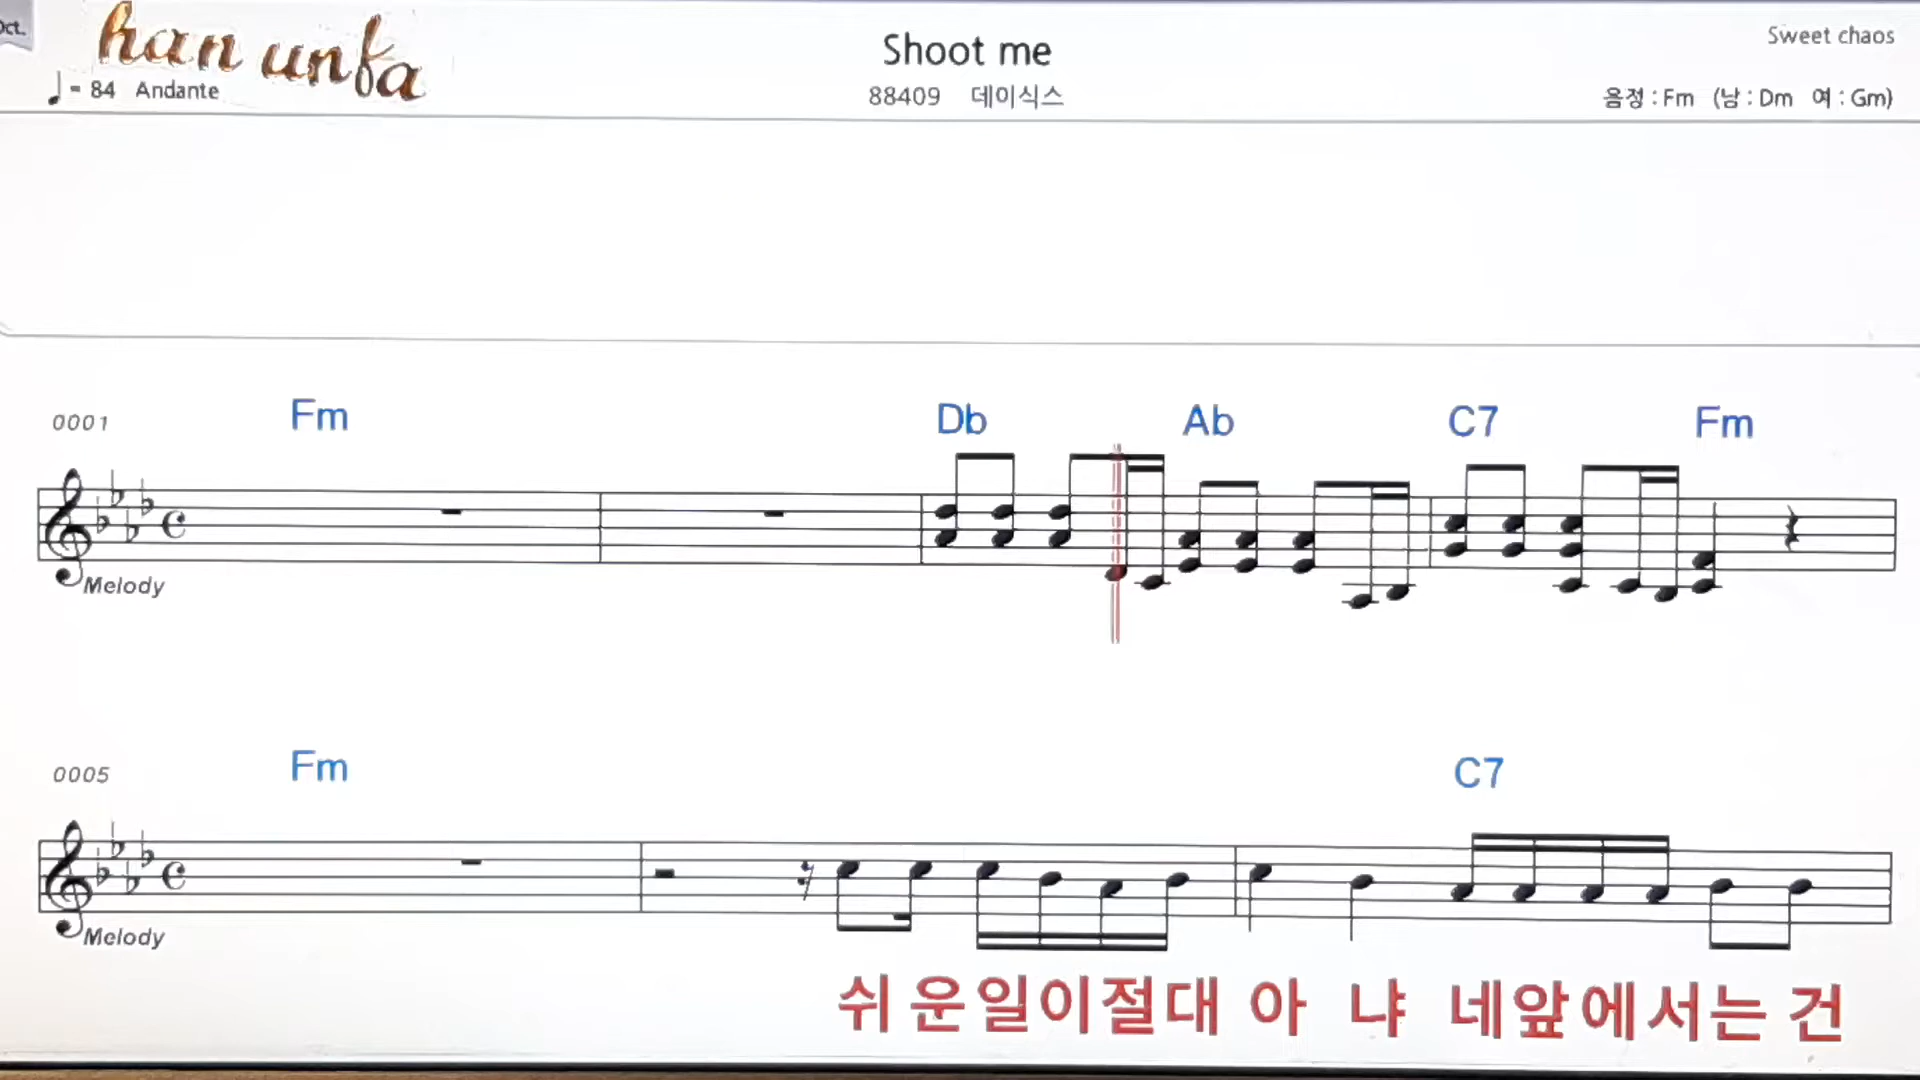 Oct.
han unfa
Shoot me
Sweet chaos
♩ = 84 Andante
88409 데이식스
음정 : Fm (남 : Dm 여 : Gm)
0001 Fm Db Ab C7 Fm
Melody
0005 Fm C7
Melody
쉬 운일이절대 아 냐 네앞에서는 건